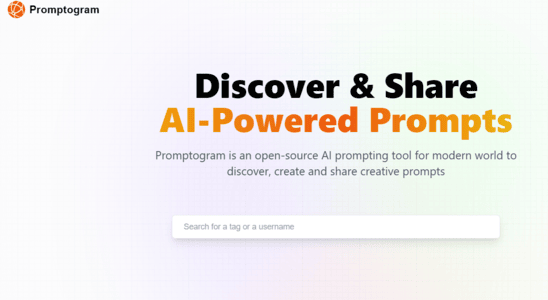 Promptogram
Discover & Share
AI-Powered Prompts
Promptogram is an open-source AI prompting tool for modern world to
discover, create and share creative prompts
Search for a tag or a username